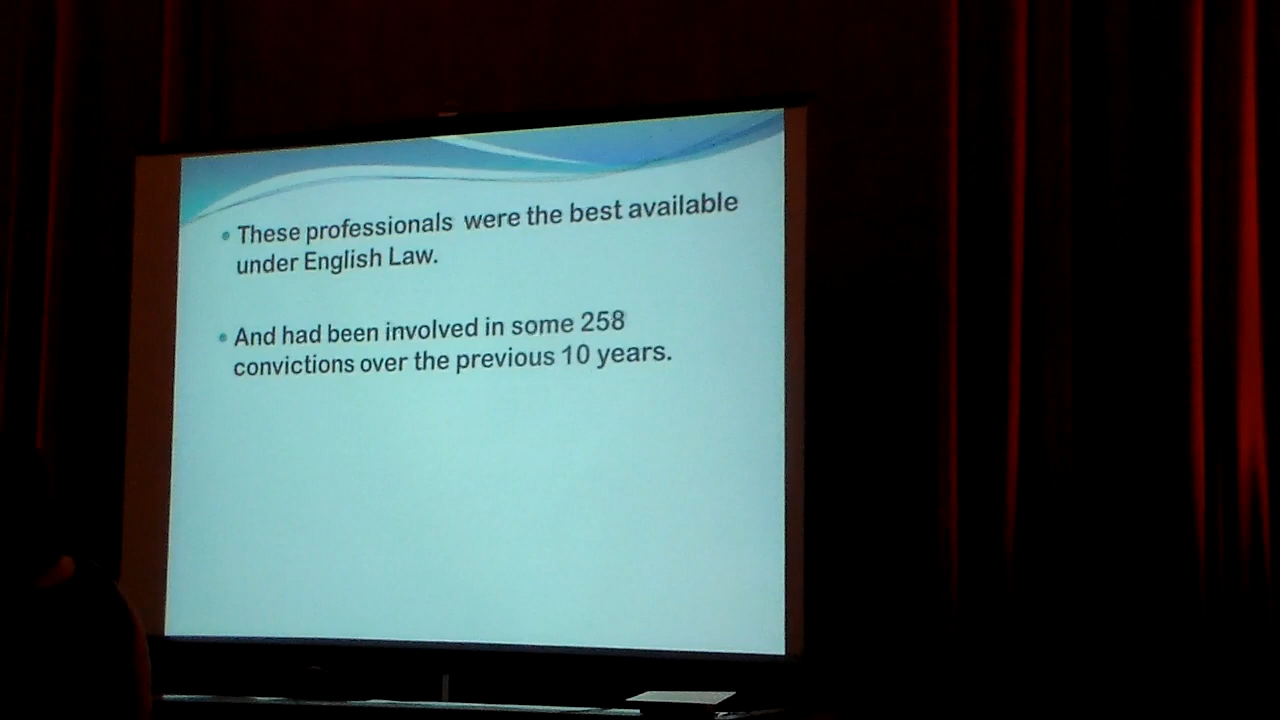 • These professionals were the best available
under English Law.
• And had been involved in some 258
convictions over the previous 10 years.